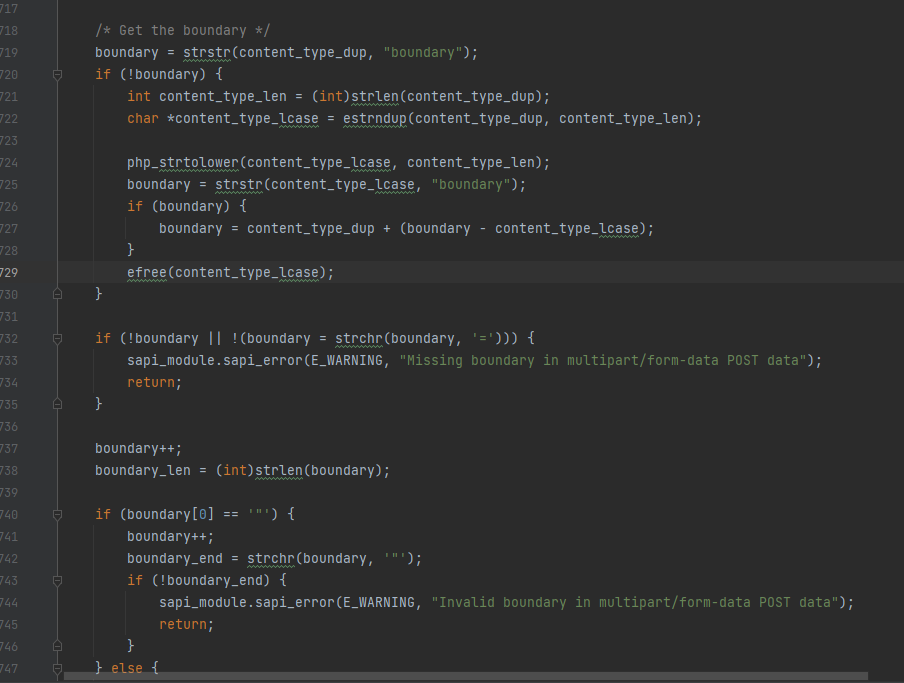 717
718 /* Get the boundary */
719 boundary = strstr(content_type_dup, "boundary");
720 if (!boundary) {
721 int content_type_len = (int)strlen(content_type_dup);
722 char *content_type_lcase = estrndup(content_type_dup, content_type_len);
723
724 php_strtolower(content_type_lcase, content_type_len);
725 boundary = strstr(content_type_lcase, "boundary");
726 if (boundary) {
727 boundary = content_type_dup + (boundary - content_type_lcase);
728 }
729 efree(content_type_lcase);
730 }
731
732 if (!boundary || !(boundary = strchr(boundary, '='))) {
733 sapi_module.sapi_error(E_WARNING, "Missing boundary in multipart/form-data POST data");
734 return;
735 }
736
737 boundary++;
738 boundary_len = (int)strlen(boundary);
739
740 if (boundary[0] == '"') {
741 boundary++;
742 boundary_end = strchr(boundary, '"');
743 if (!boundary_end) {
744 sapi_module.sapi_error(E_WARNING, "Invalid boundary in multipart/form-data POST data");
745 return;
746 }
747 } else {